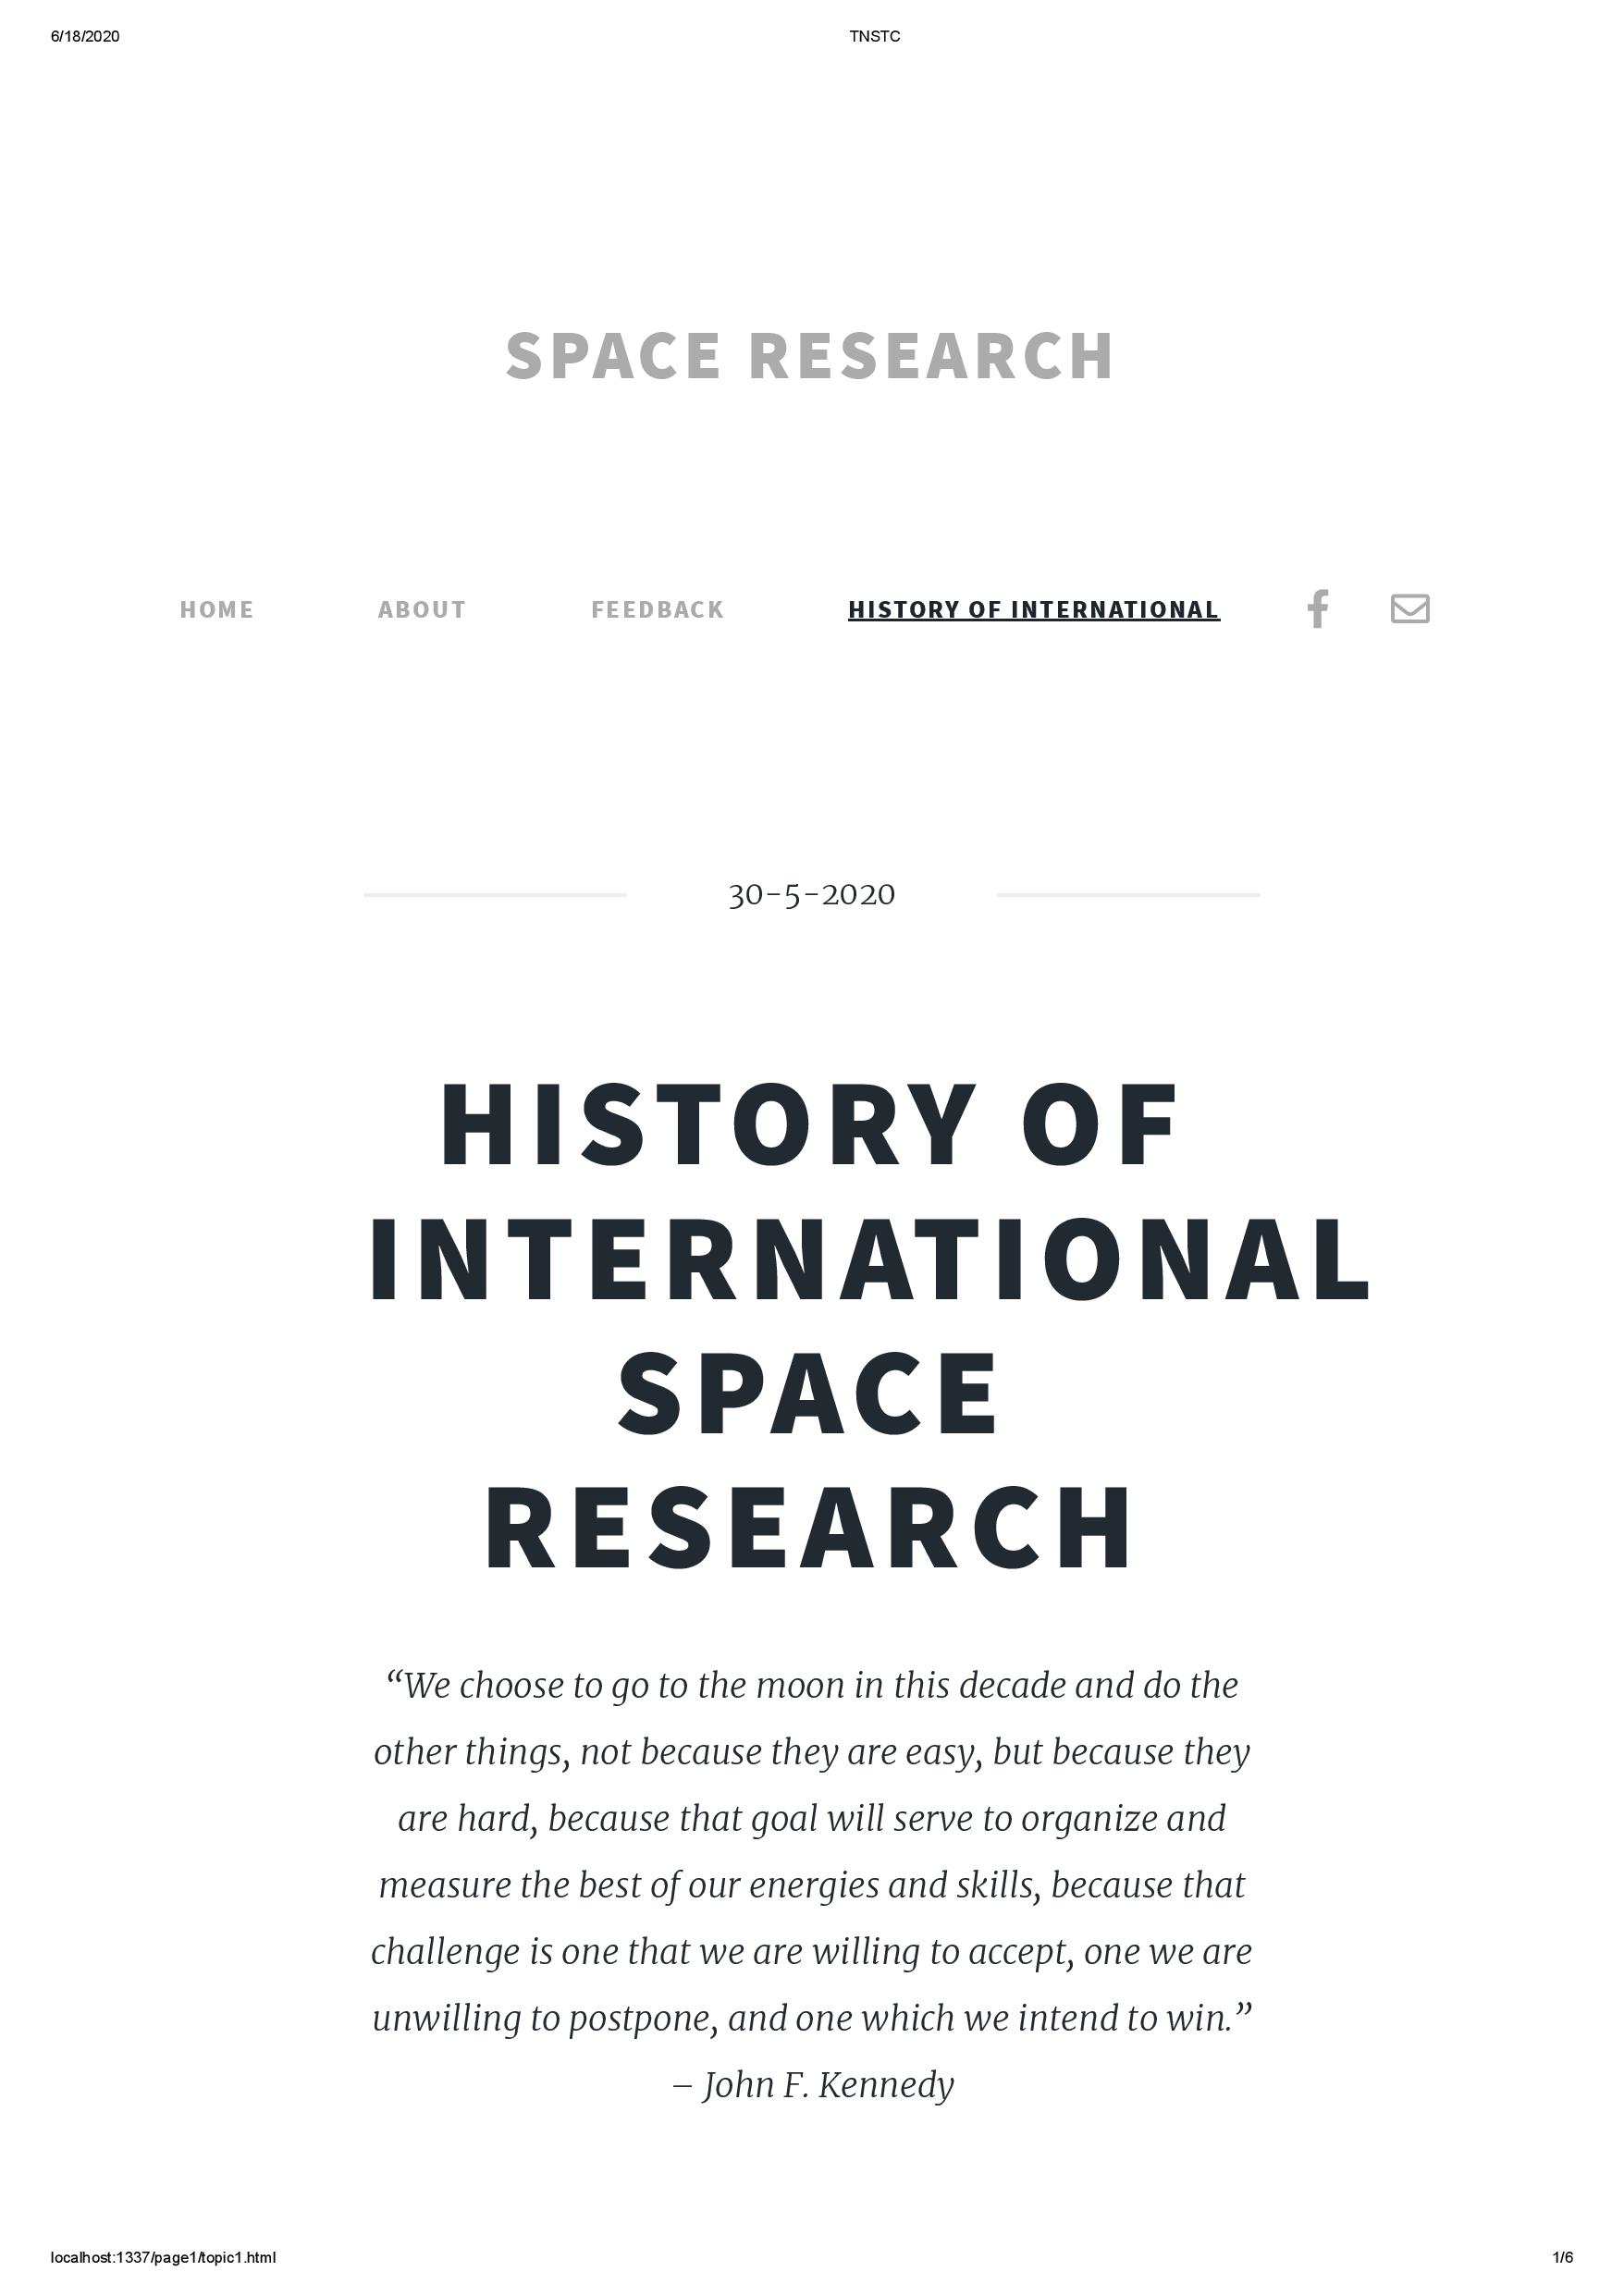 6/18/2020 TNSTC
SPACE RESEARCH
HOME ABOUT FEEDBACK HISTORY OF INTERNATIONAL
30-5-2020
HISTORY OF
INTERNATIONAL
SPACE
RESEARCH
“We choose to go to the moon in this decade and do the
other things, not because they are easy, but because they
are hard, because that goal will serve to organize and
measure the best of our energies and skills, because that
challenge is one that we are willing to accept, one we are
unwilling to postpone, and one which we intend to win.”
– John F. Kennedy
localhost:1337/page1/topic1.html 1/6